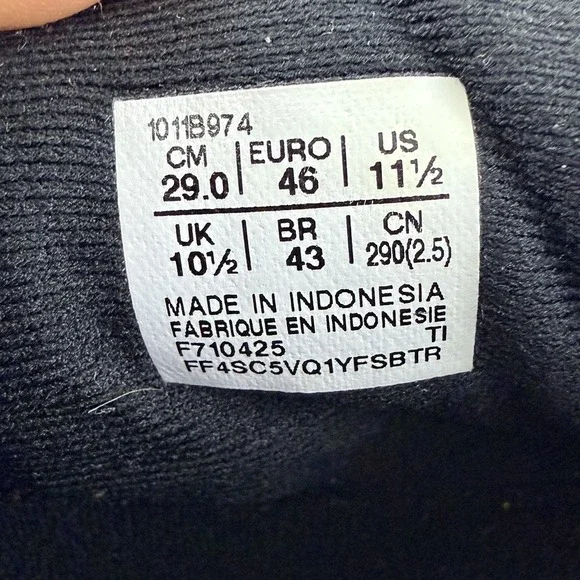 1011B974
CM | EURO | US
29.0 | 46 | 11½
UK | BR | CN
10½ | 43 | 290(2.5)
MADE IN INDONESIA
FABRIQUE EN INDONESIE
F710425 TI
FF4SC5VQ1YFSBTR